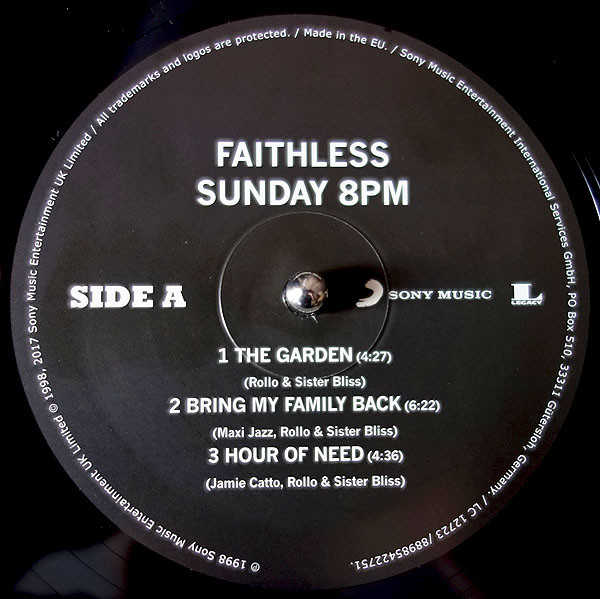 FAITHLESS
SUNDAY 8PM
SIDE A
SONY MUSIC
L
LEGACY
1 THE GARDEN (4:27)
(Rollo & Sister Bliss)
2 BRING MY FAMILY BACK (6:22)
(Maxi Jazz, Rollo & Sister Bliss)
3 HOUR OF NEED (4:36)
(Jamie Catto, Rollo & Sister Bliss)
℗ 1998 Sony Music Entertainment UK Limited © 1998, 2017 Sony Music Entertainment UK Limited / All trademarks and logos are protected. / Made in the EU. / Sony Music Entertainment International Services GmbH, PO Box 510, 33311 Gütersloh, Germany. / LC 12723 /88985422751.